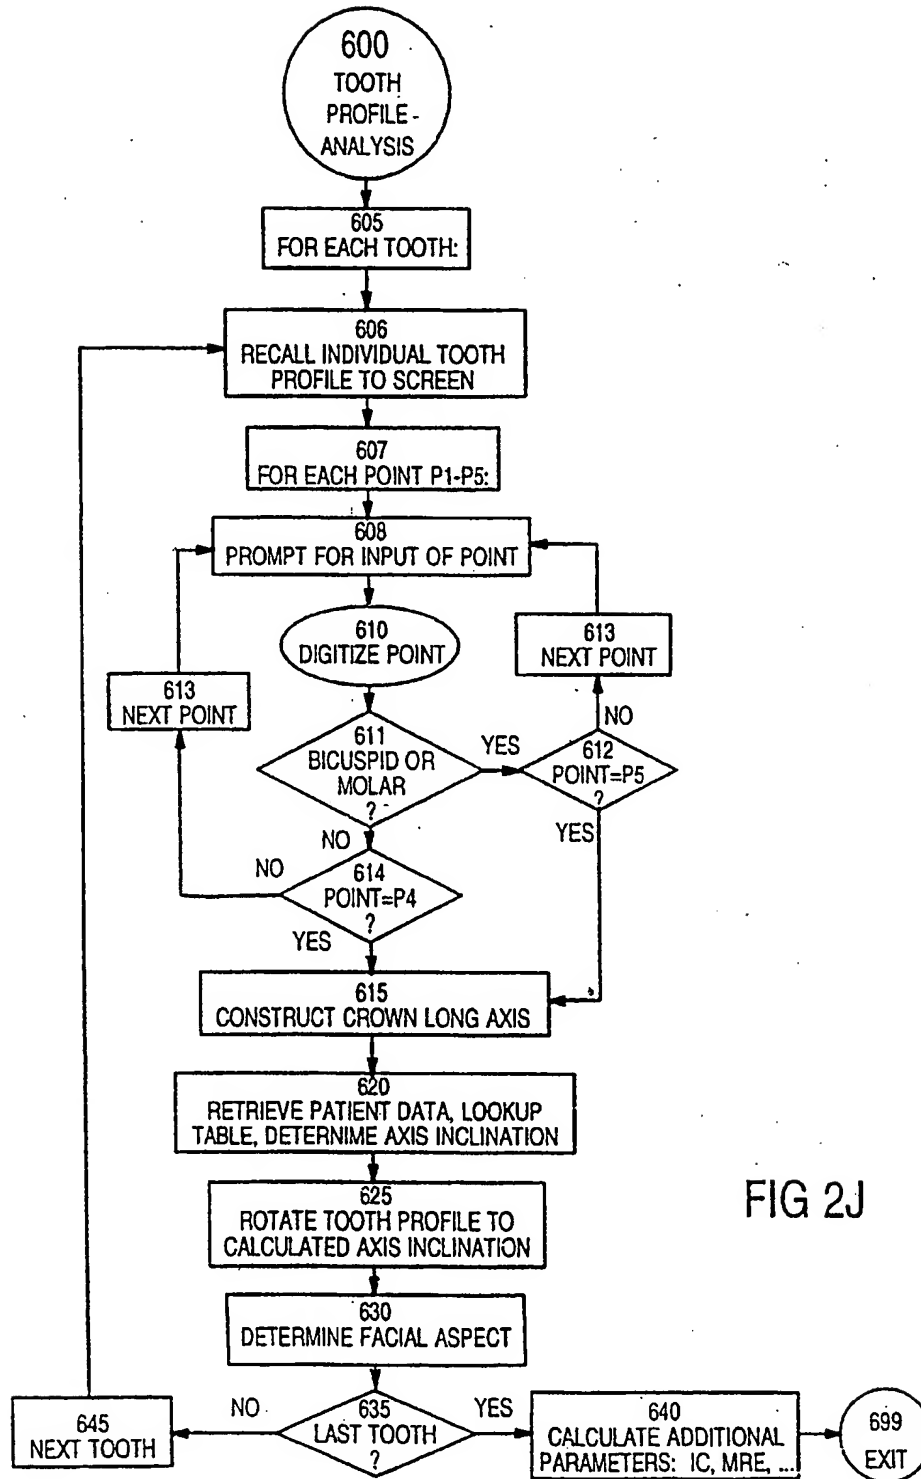 600
TOOTH
PROFILE-
ANALYSIS
605
FOR EACH TOOTH:
606
RECALL INDIVIDUAL TOOTH
PROFILE TO SCREEN
607
FOR EACH POINT P1-P5:
608
PROMPT FOR INPUT OF POINT
610
DIGITIZE POINT
613
NEXT POINT
613
NEXT POINT
611
BICUSPID OR
MOLAR
?
YES
NO
612
POINT=P5
?
NO
YES
614
POINT=P4
?
NO
YES
615
CONSTRUCT CROWN LONG AXIS
620
RETRIEVE PATIENT DATA, LOOKUP
TABLE, DETERNIME AXIS INCLINATION
625
ROTATE TOOTH PROFILE TO
CALCULATED AXIS INCLINATION
FIG 2J
630
DETERMINE FACIAL ASPECT
635
LAST TOOTH
?
NO
YES
645
NEXT TOOTH
640
CALCULATE ADDITIONAL
PARAMETERS: IC, MRE, ...
699
EXIT